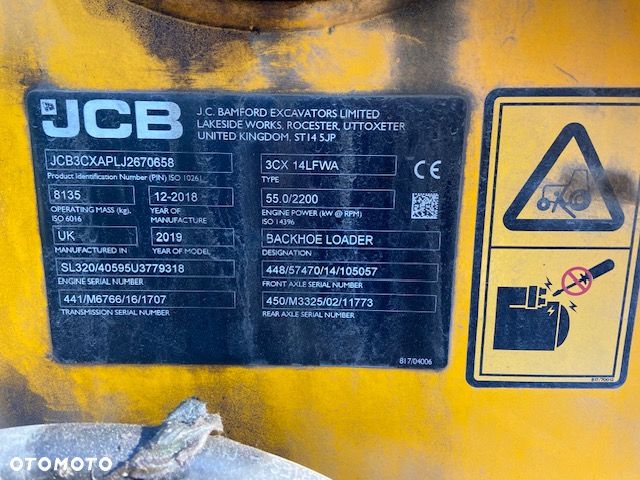 JCB
J.C. BAMFORD EXCAVATORS LIMITED
LAKESIDE WORKS, ROCESTER, UTTOXETER
UNITED KINGDOM. ST14 5JP
JCB3CXAPLJ2670658
Product Identification Number (PIN) ISO 10261
3CX 14LFWA
TYPE
CE
8135
OPERATING MASS (kg),
ISO 6016
12-2018
YEAR OF
MANUFACTURE
55.0/2200
ENGINE POWER (kW @ RPM)
ISO 14396
UK
MANUFACTURED IN
2019
YEAR OF MODEL
BACKHOE LOADER
DESIGNATION
SL320/40595U3779318
ENGINE SERIAL NUMBER
448/57470/14/105057
FRONT AXLE SERIAL NUMBER
441/M6766/16/1707
TRANSMISSION SERIAL NUMBER
450/M3325/02/11773
REAR AXLE SERIAL NUMBER
817/04006
OTOMOTO